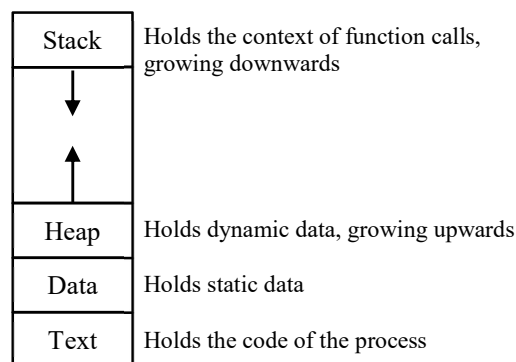 Stack
Holds the context of function calls,
growing downwards
Heap
Holds dynamic data, growing upwards
Data
Holds static data
Text
Holds the code of the process